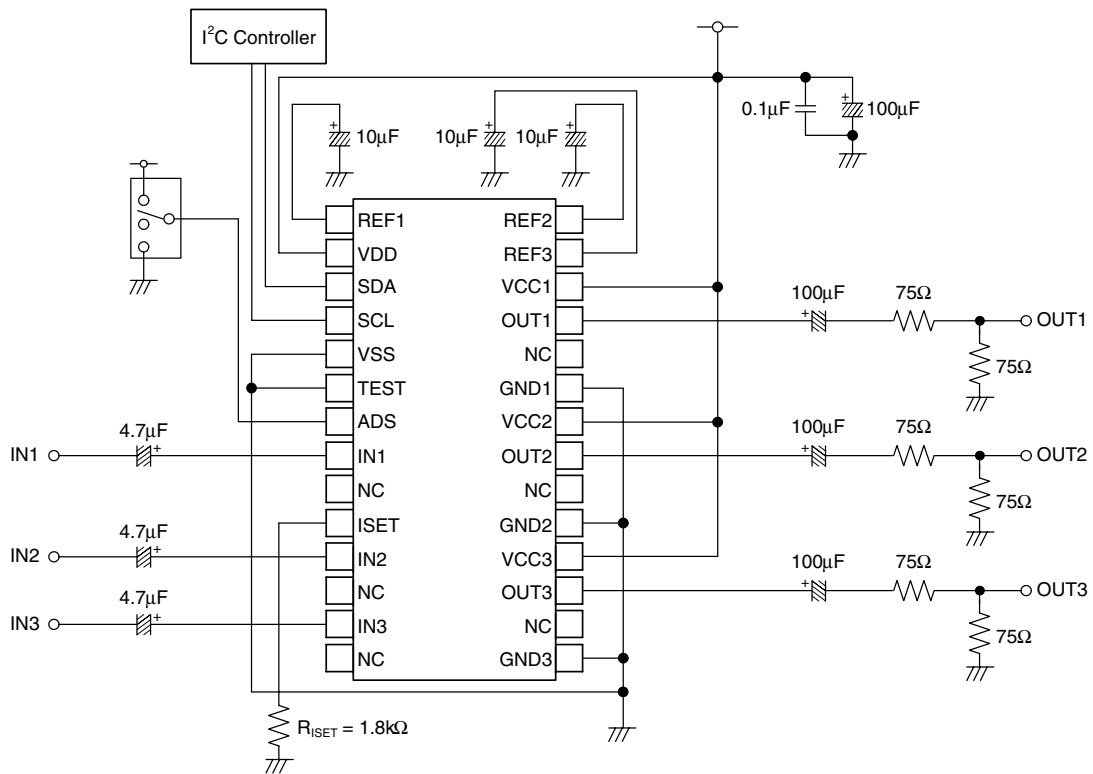 I²C Controller
0.1µF
100µF
10µF
10µF
10µF
REF1
REF2
VDD
REF3
SDA
VCC1
SCL
OUT1
100µF
75Ω
OUT1
VSS
NC
75Ω
TEST
GND1
ADS
VCC2
IN1
4.7µF
IN1
OUT2
100µF
75Ω
OUT2
NC
NC
75Ω
ISET
GND2
IN2
4.7µF
IN2
VCC3
NC
OUT3
100µF
75Ω
OUT3
IN3
4.7µF
IN3
NC
75Ω
NC
GND3
R_ISET = 1.8kΩ